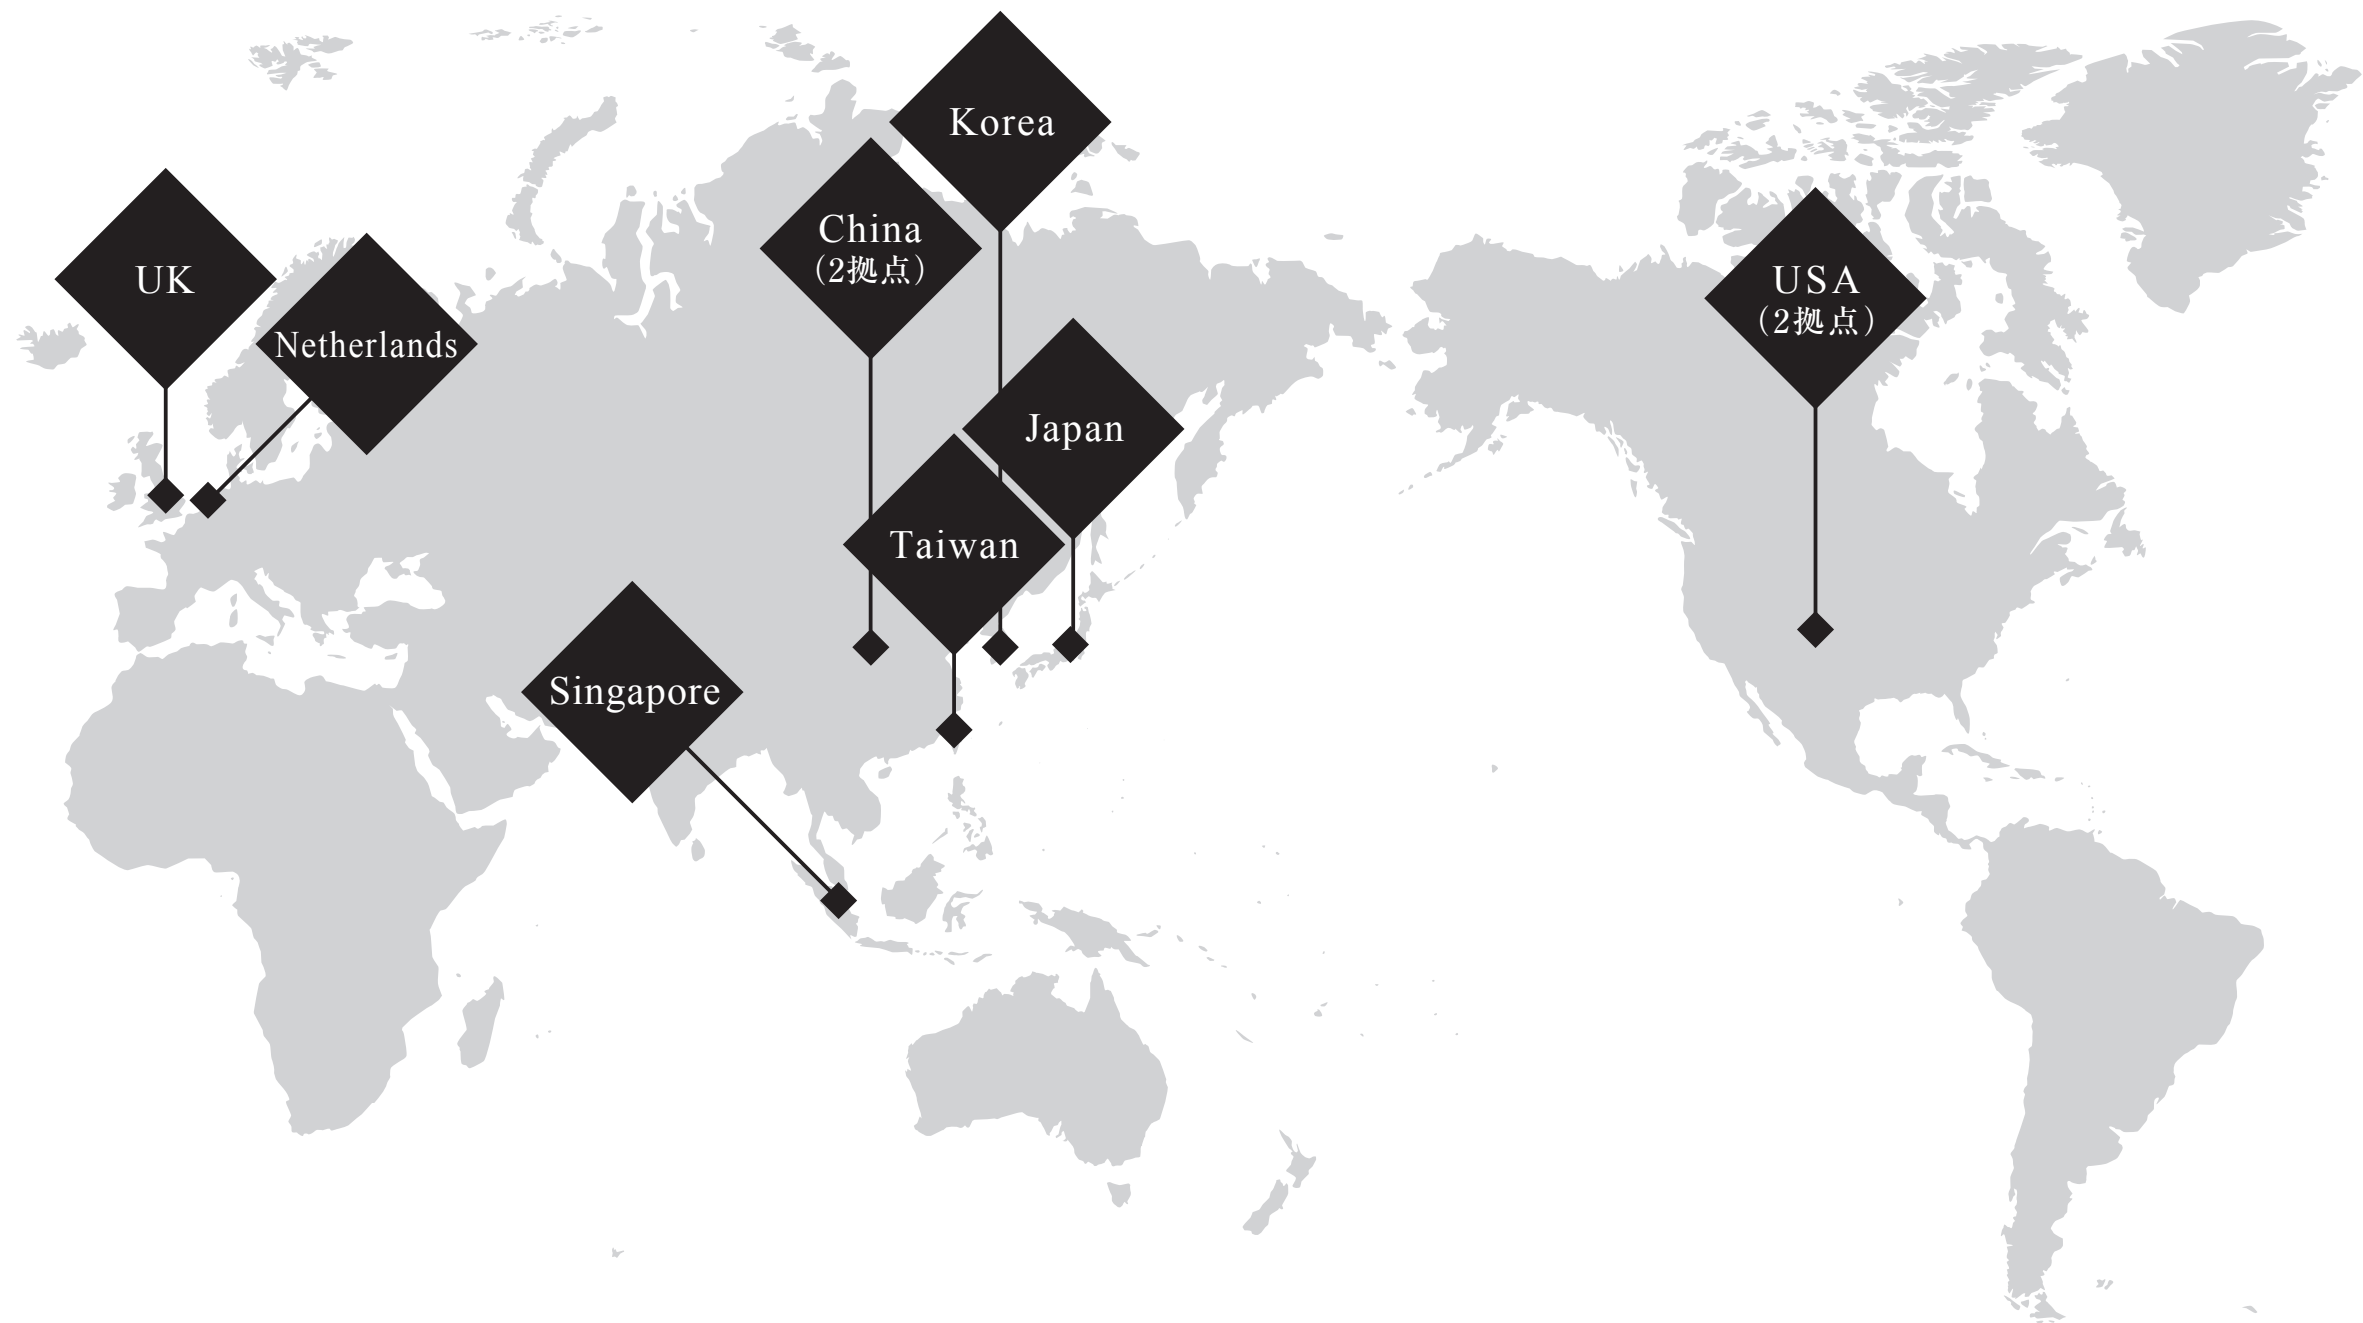 Korea
China
（2拠点）
UK
USA
（2拠点）
Netherlands
Japan
Taiwan
Singapore